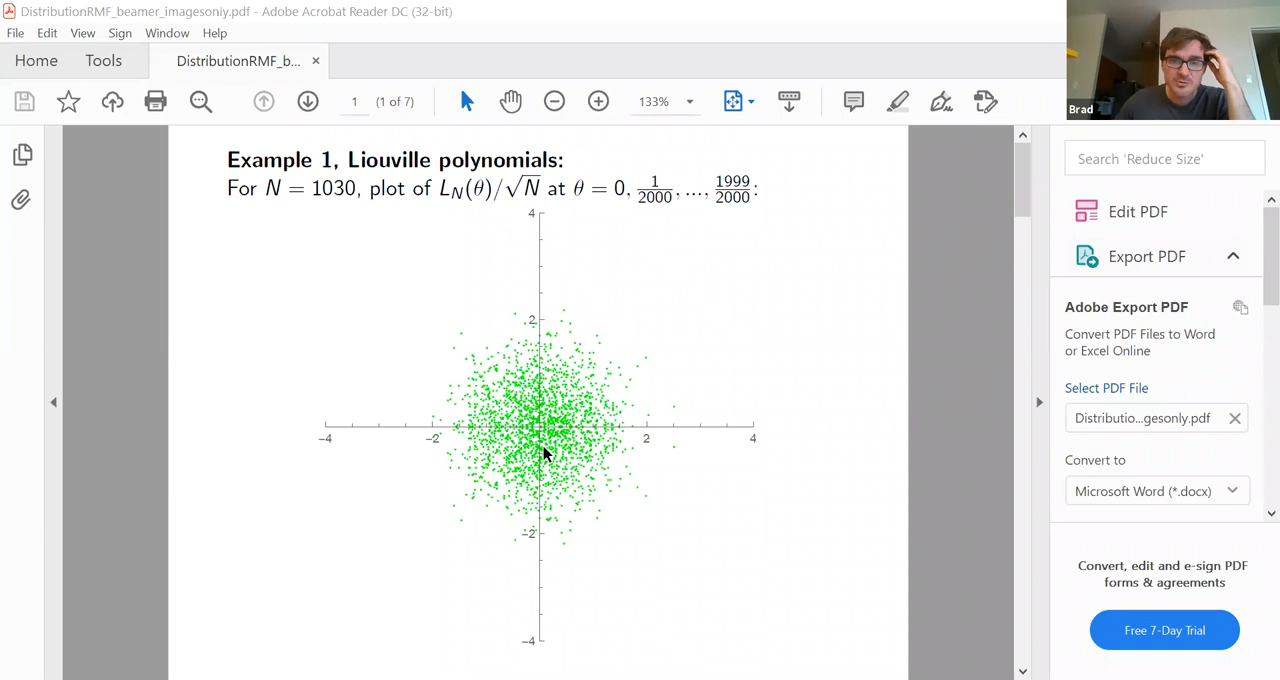 DistributionRMF_beamer_imagesonly.pdf - Adobe Acrobat Reader DC (32-bit)
File Edit View Sign Window Help
Home Tools DistributionRMF_b... ×
1 (1 of 7) 133%
Brad
Example 1, Liouville polynomials:
For N = 1030, plot of L_N(θ)/√N at θ = 0, 1/2000, ..., 1999/2000:
4
2
−4 −2 2 4
−2
−4
Search 'Reduce Size'
Edit PDF
Export PDF
Adobe Export PDF
Convert PDF Files to Word
or Excel Online
Select PDF File
Distributio...gesonly.pdf
Convert to
Microsoft Word (*.docx)
Convert, edit and e-sign PDF
forms & agreements
Free 7-Day Trial